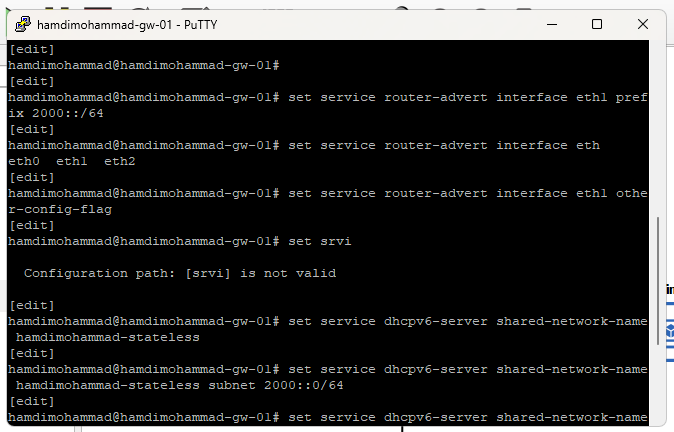 hamdimohammad-gw-01 - PuTTY
[edit]
hamdimohammad@hamdimohammad-gw-01#
[edit]
hamdimohammad@hamdimohammad-gw-01# set service router-advert interface eth1 pref
ix 2000::/64
[edit]
hamdimohammad@hamdimohammad-gw-01# set service router-advert interface eth
eth0  eth1  eth2
[edit]
hamdimohammad@hamdimohammad-gw-01# set service router-advert interface eth1 othe
r-config-flag
[edit]
hamdimohammad@hamdimohammad-gw-01# set srvi
Configuration path: [srvi] is not valid
[edit]
hamdimohammad@hamdimohammad-gw-01# set service dhcpv6-server shared-network-name
hamdimohammad-stateless
[edit]
hamdimohammad@hamdimohammad-gw-01# set service dhcpv6-server shared-network-name
hamdimohammad-stateless subnet 2000::0/64
[edit]
hamdimohammad@hamdimohammad-gw-01# set service dhcpv6-server shared-network-name